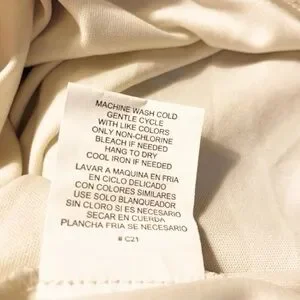 MACHINE WASH COLD
GENTLE CYCLE
WITH LIKE COLORS
ONLY NON-CHLORINE
BLEACH IF NEEDED
HANG TO DRY
COOL IRON IF NEEDED
LAVAR A MAQUINA EN FRIA
EN CICLO DELICADO
CON COLORES SIMILARES
USE SOLO BLANQUEADOR
SIN CLORO SI ES NECESARIO
SECAR EN CUERDA
PLANCHA FRIA SE NECESARIO
# C21